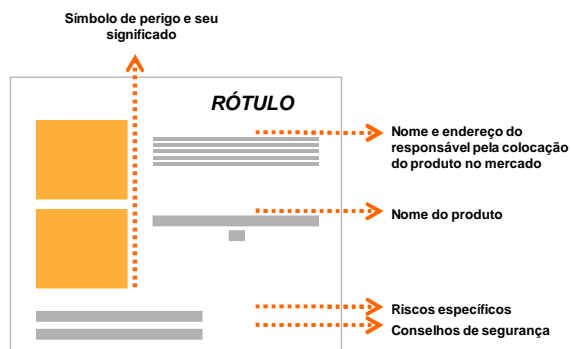 Símbolo de perigo e seu
significado
RÓTULO
Nome e endereço do
responsável pela colocação
do produto no mercado
Nome do produto
Riscos específicos
Conselhos de segurança